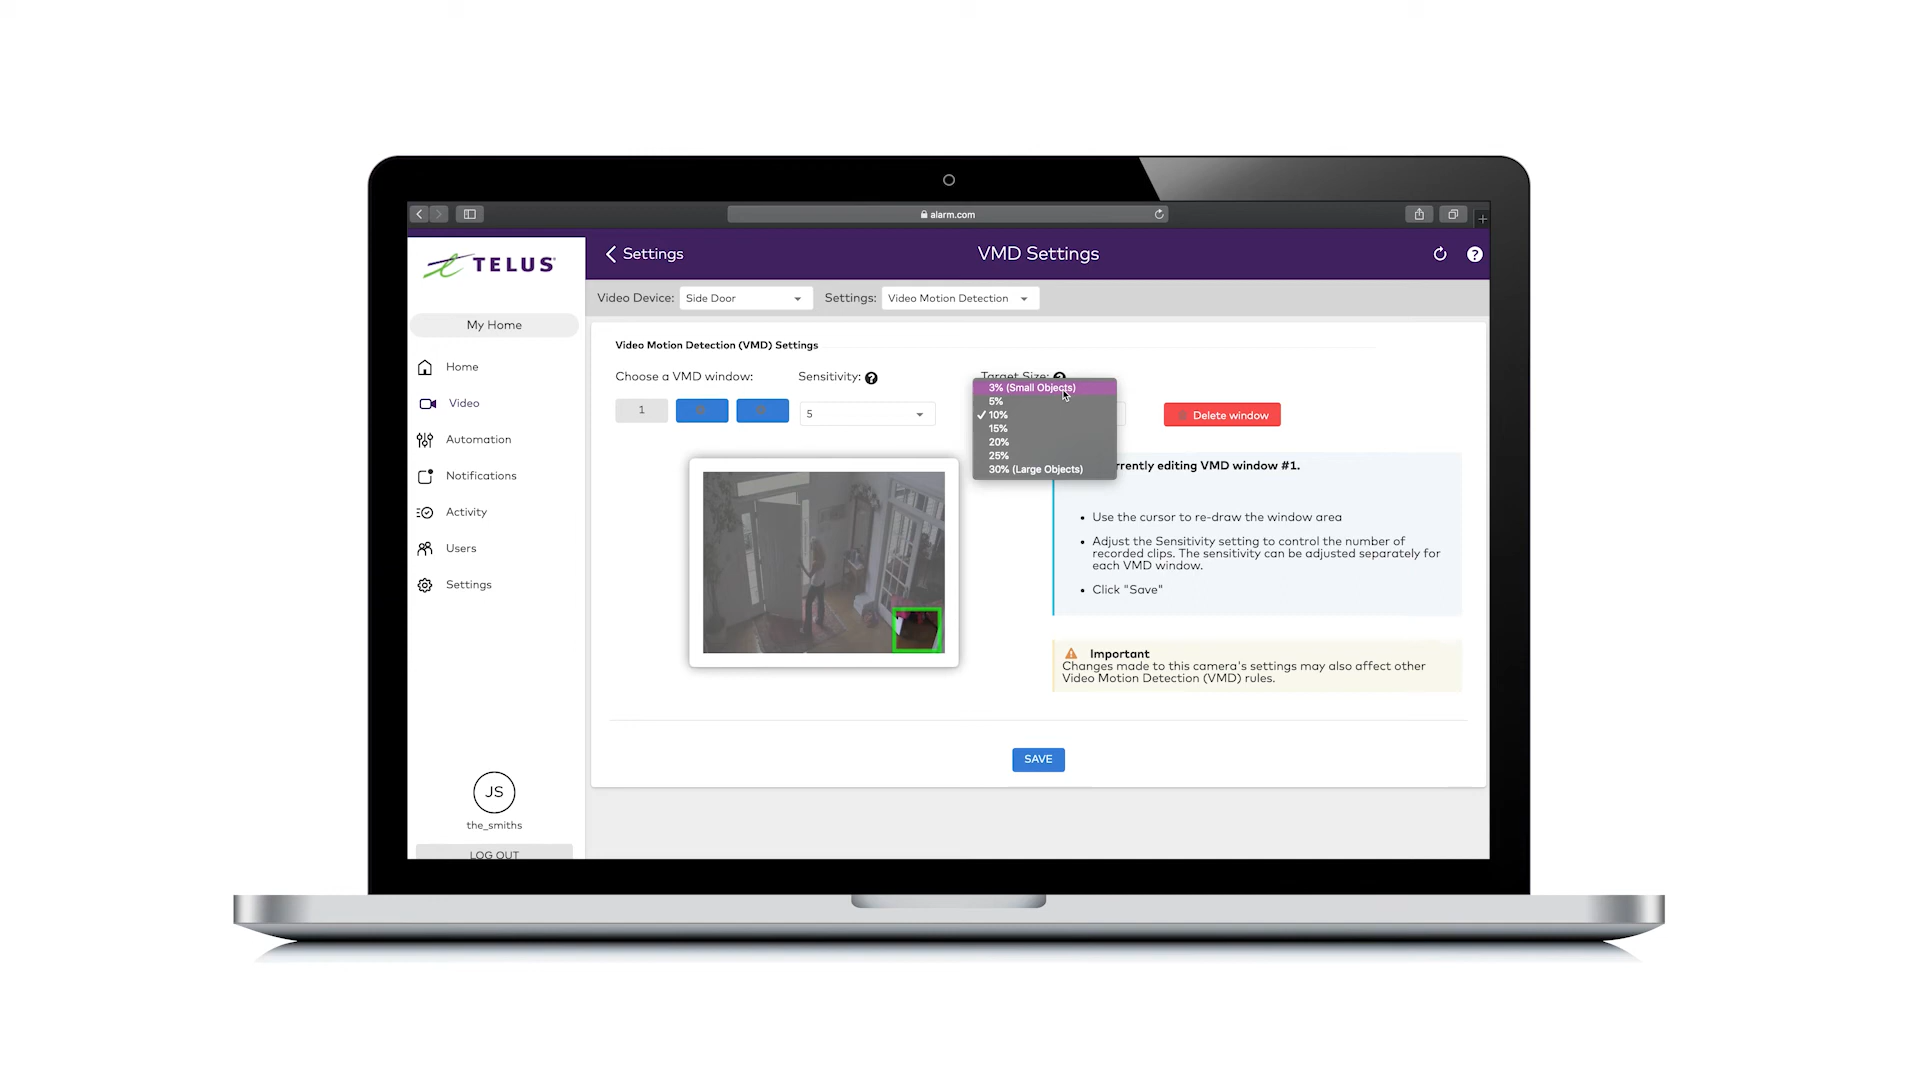 alarm.com
TELUS
Settings
VMD Settings
Video Device: Side Door
Settings: Video Motion Detection
My Home
Home
Video
Automation
Notifications
Activity
Users
Settings
JS
the_smiths
LOG OUT
Video Motion Detection (VMD) Settings
Choose a VMD window:
1
Sensitivity: ?
5
Target Size:
3% (Small Objects)
5%
✓ 10%
15%
20%
25%
30% (Large Objects)
Delete window
editing VMD window #1.
• Use the cursor to re-draw the window area
• Adjust the Sensitivity setting to control the number of
recorded clips. The sensitivity can be adjusted separately for
each VMD window.
• Click "Save"
Important
Changes made to this camera's settings may also affect other
Video Motion Detection (VMD) rules.
SAVE